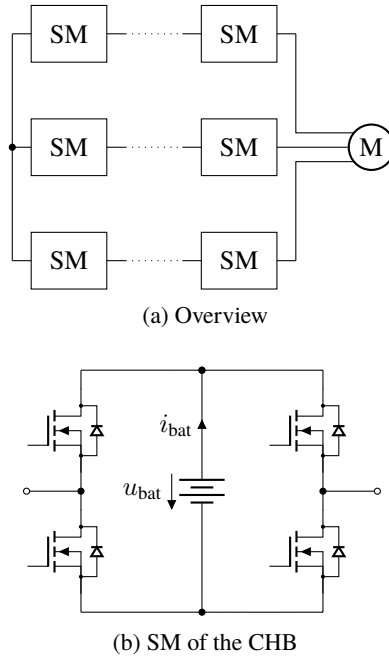 SM SM
SM SM M
SM SM
(a) Overview
i_bat
u_bat
(b) SM of the CHB